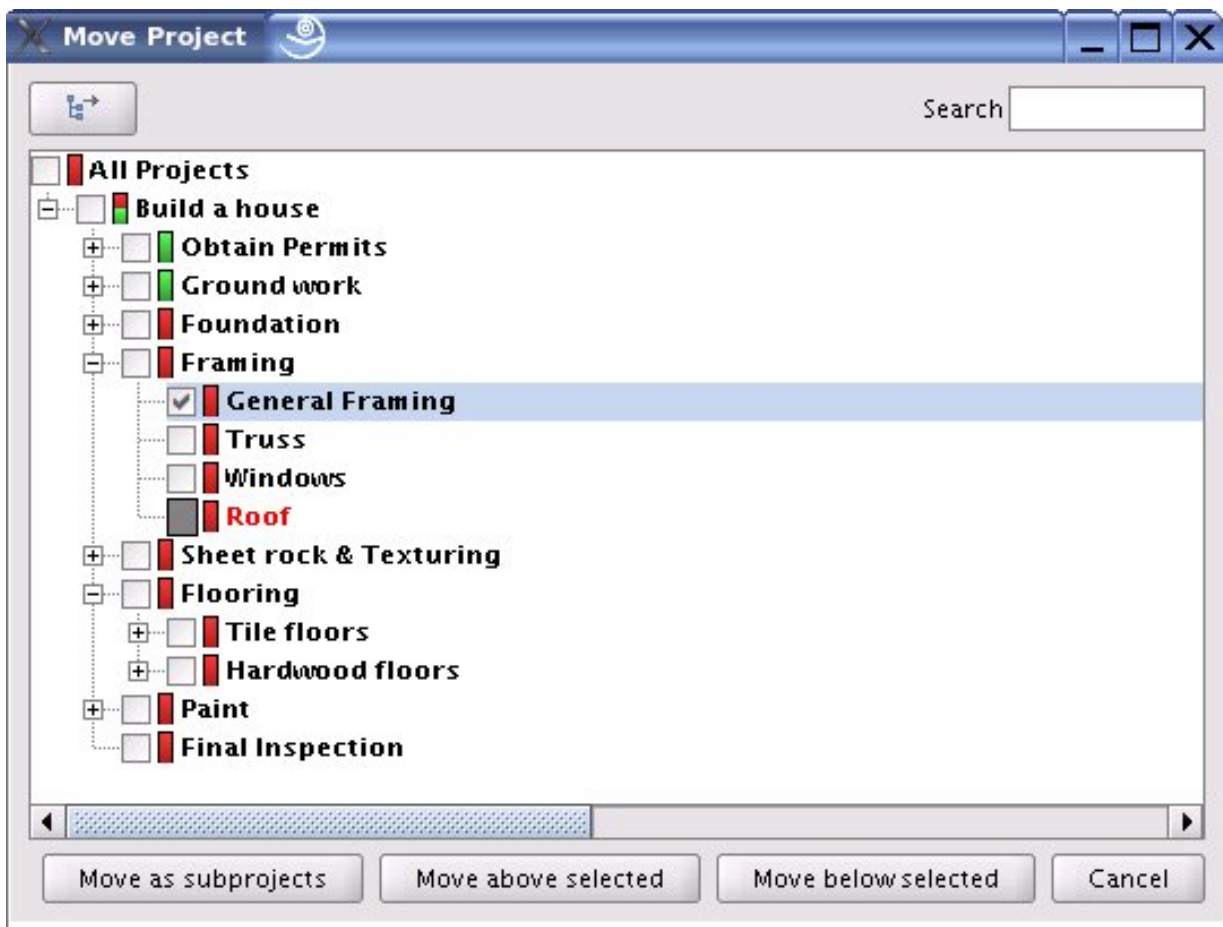 Move Project
Search
All Projects
Build a house
Obtain Permits
Ground work
Foundation
Framing
General Framing
Truss
Windows
Roof
Sheet rock & Texturing
Flooring
Tile floors
Hardwood floors
Paint
Final Inspection
Move as subprojects Move above selected Move below selected Cancel